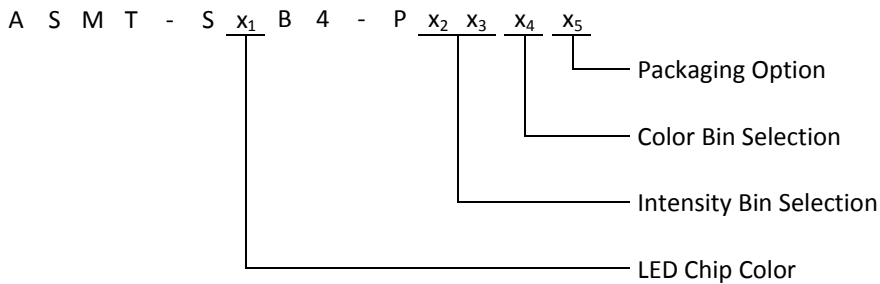 A S M T - S x₁ B 4 - P x₂ x₃ x₄ x₅
Packaging Option
Color Bin Selection
Intensity Bin Selection
LED Chip Color